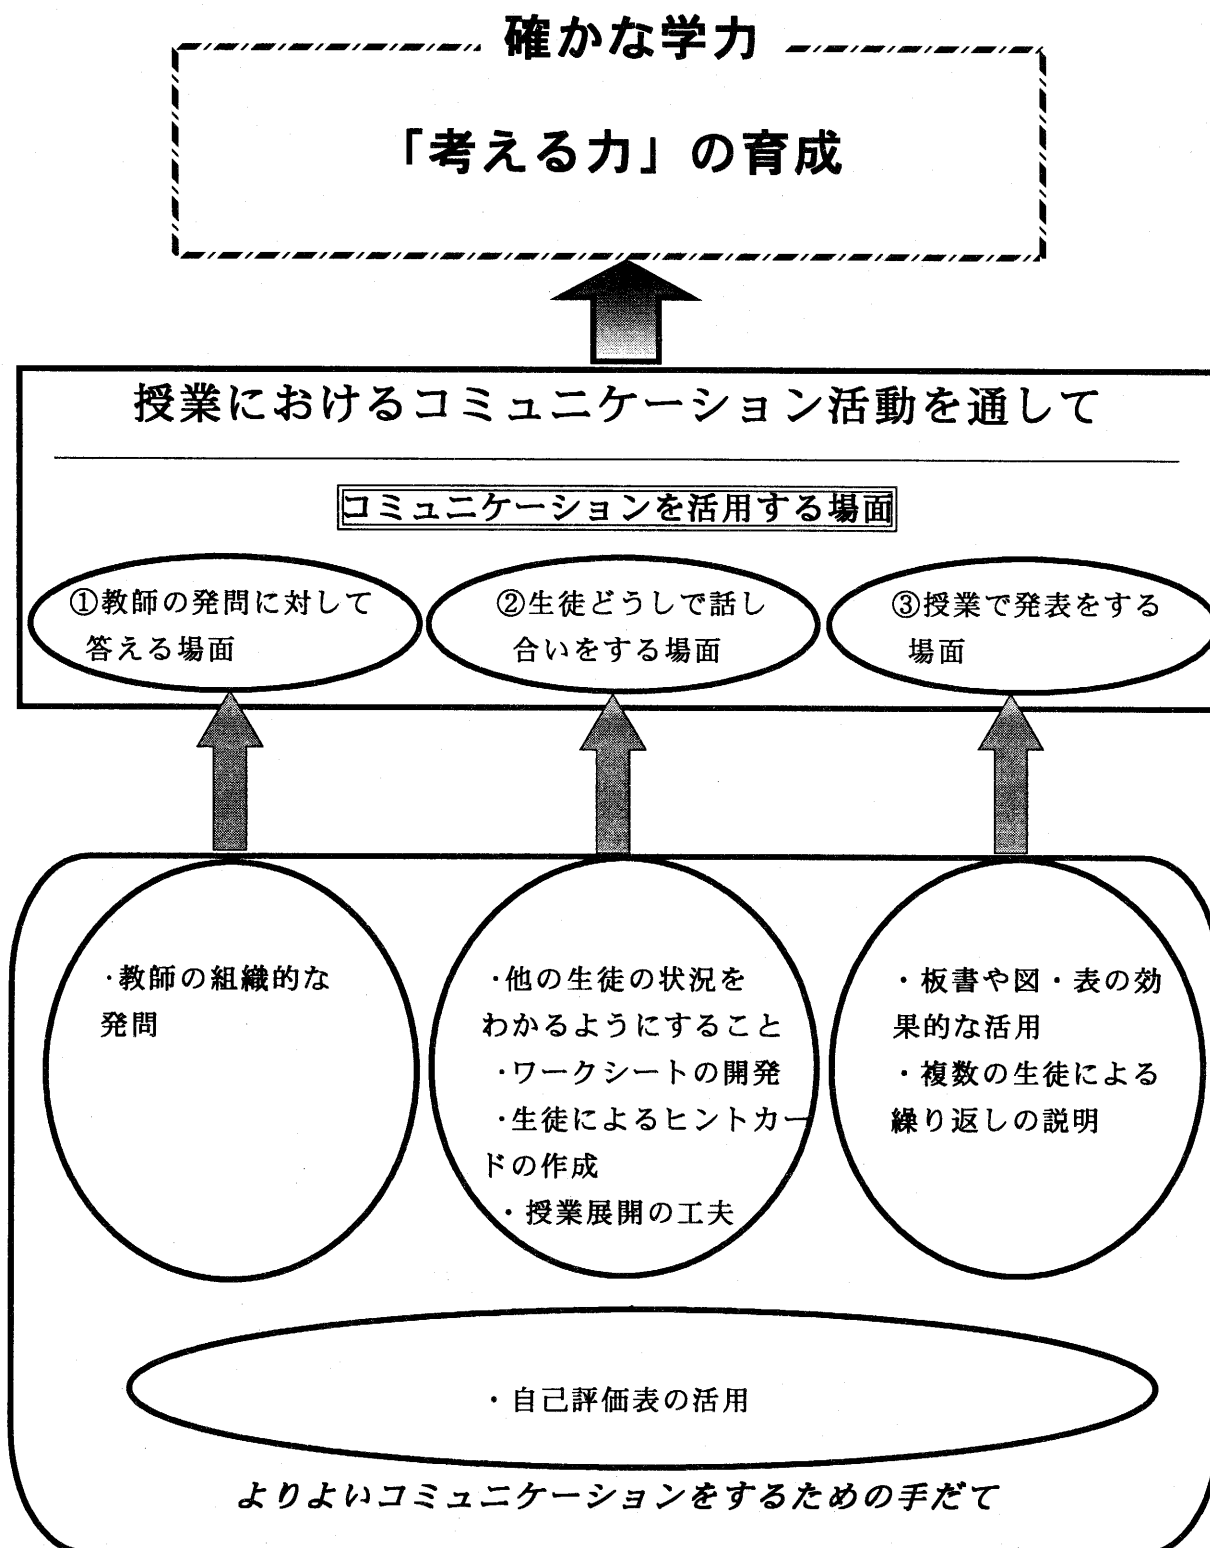 確かな学力
「考える力」の育成
授業におけるコミュニケーション活動を通して
コミュニケーションを活用する場面
①教師の発問に対して
答える場面
②生徒どうしで話し
合いをする場面
③授業で発表をする
場面
・教師の組織的な
発問
・他の生徒の状況を
わかるようにすること
・ワークシートの開発
・生徒によるヒントカー
ドの作成
・授業展開の工夫
・板書や図・表の効
果的な活用
・複数の生徒による
繰り返しの説明
・自己評価表の活用
よりよいコミュニケーションをするための手だて